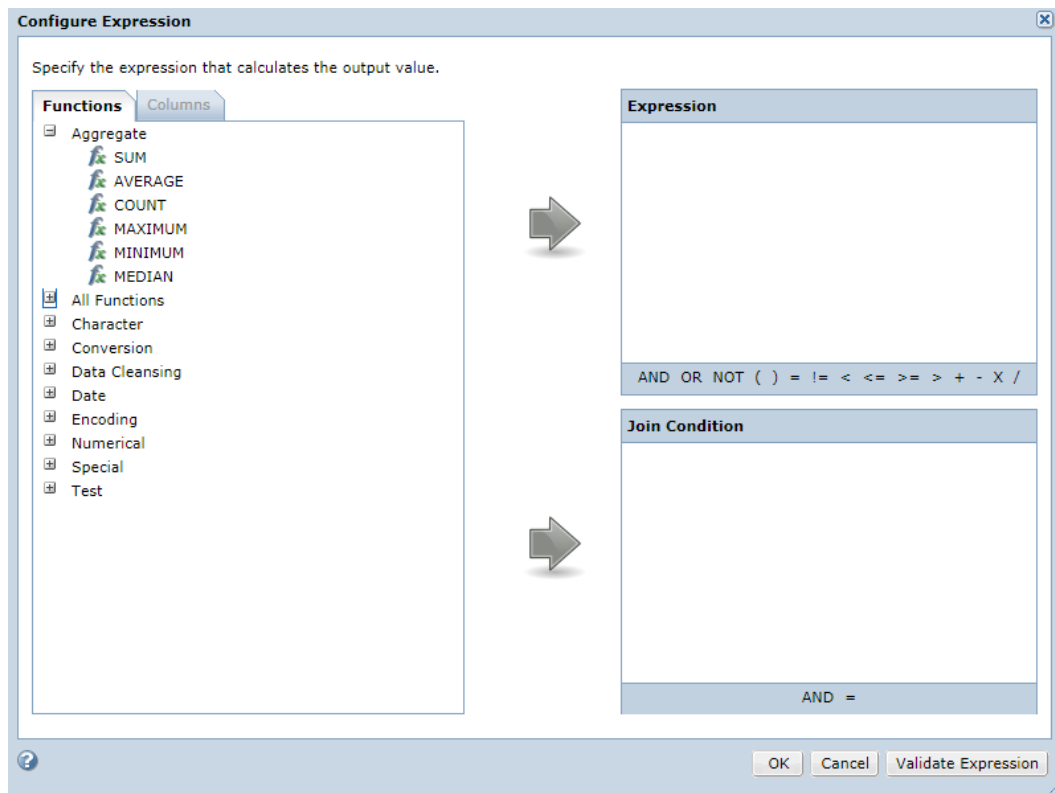 Configure Expression
Specify the expression that calculates the output value.
Functions
Columns
Aggregate
SUM
AVERAGE
COUNT
MAXIMUM
MINIMUM
MEDIAN
All Functions
Character
Conversion
Data Cleansing
Date
Encoding
Numerical
Special
Test
Expression
AND OR NOT ( ) = != < <= >= > + - X /
Join Condition
AND =
OK
Cancel
Validate Expression